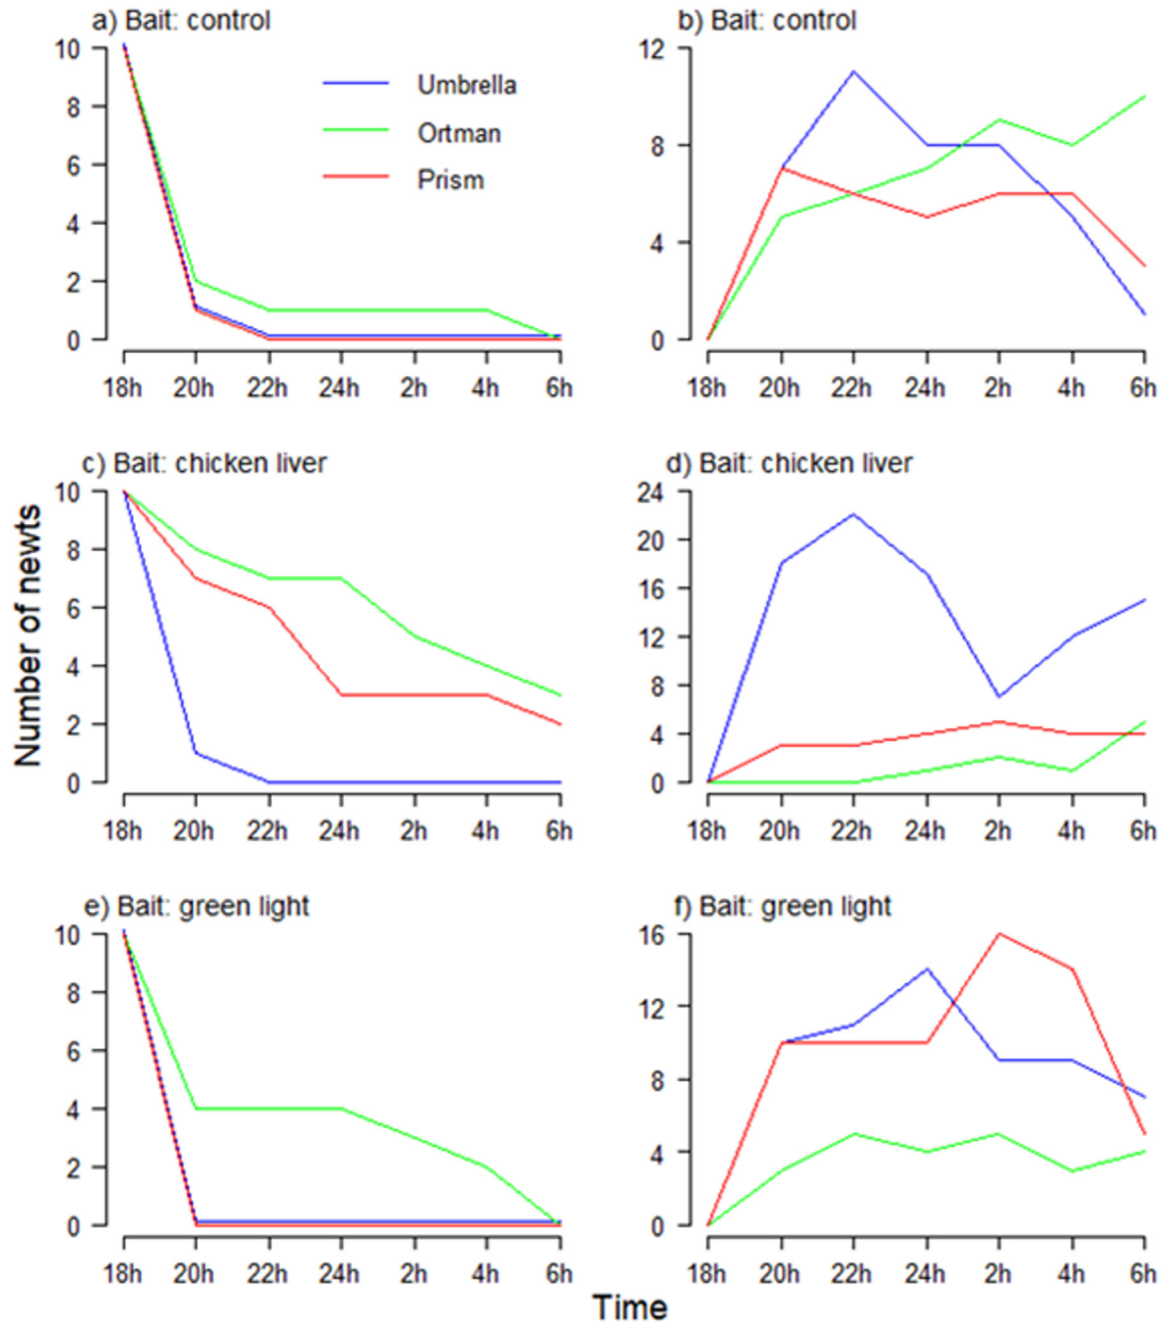 a) Bait: control
b) Bait: control
10
8
6
4
2
0
Umbrella
Ortman
Prism
18h 20h 22h 24h 2h 4h 6h
12
8
4
0
18h 20h 22h 24h 2h 4h 6h
c) Bait: chicken liver
d) Bait: chicken liver
Number of newts
10
8
6
4
2
0
18h 20h 22h 24h 2h 4h 6h
24
20
16
12
8
4
0
18h 20h 22h 24h 2h 4h 6h
e) Bait: green light
f) Bait: green light
10
8
6
4
2
0
18h 20h 22h 24h 2h 4h 6h
16
12
8
4
0
18h 20h 22h 24h 2h 4h 6h
Time